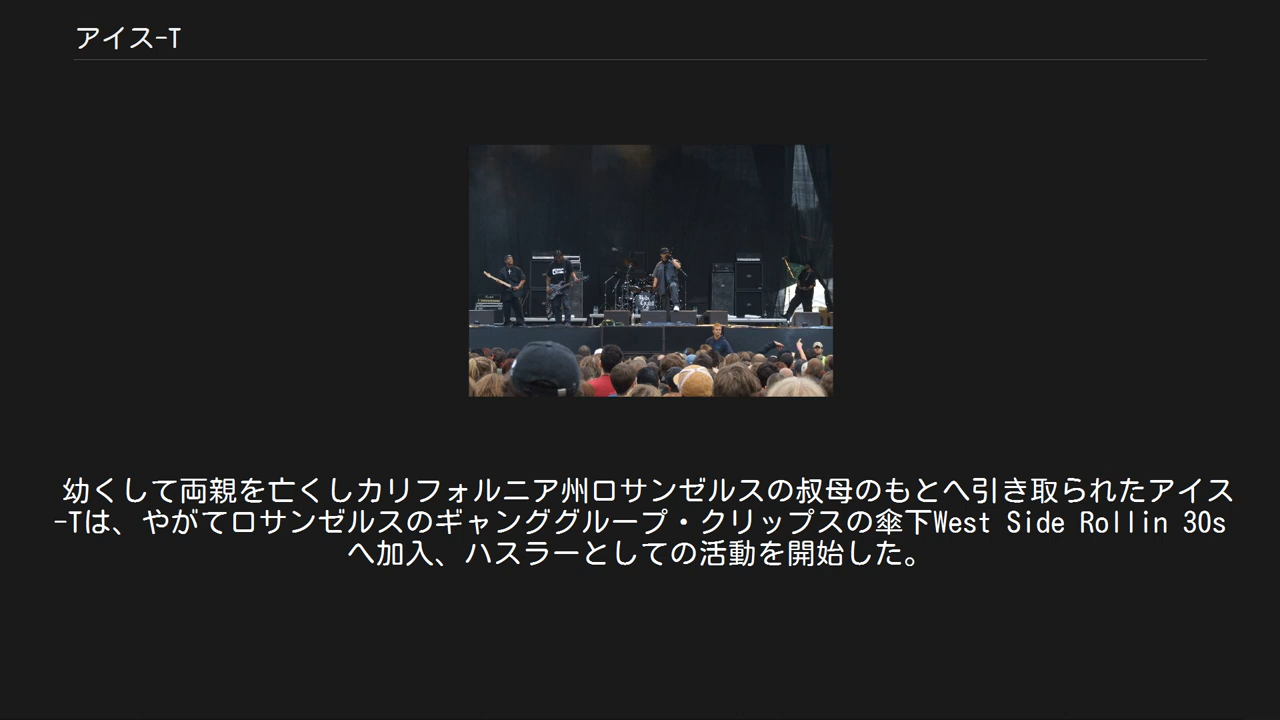 アイス-T
幼くして両親を亡くしカリフォルニア州ロサンゼルスの叔母のもとへ引き取られたアイス
-Tは、やがてロサンゼルスのギャンググループ・クリップスの傘下West Side Rollin 30s
へ加入、ハスラーとしての活動を開始した。